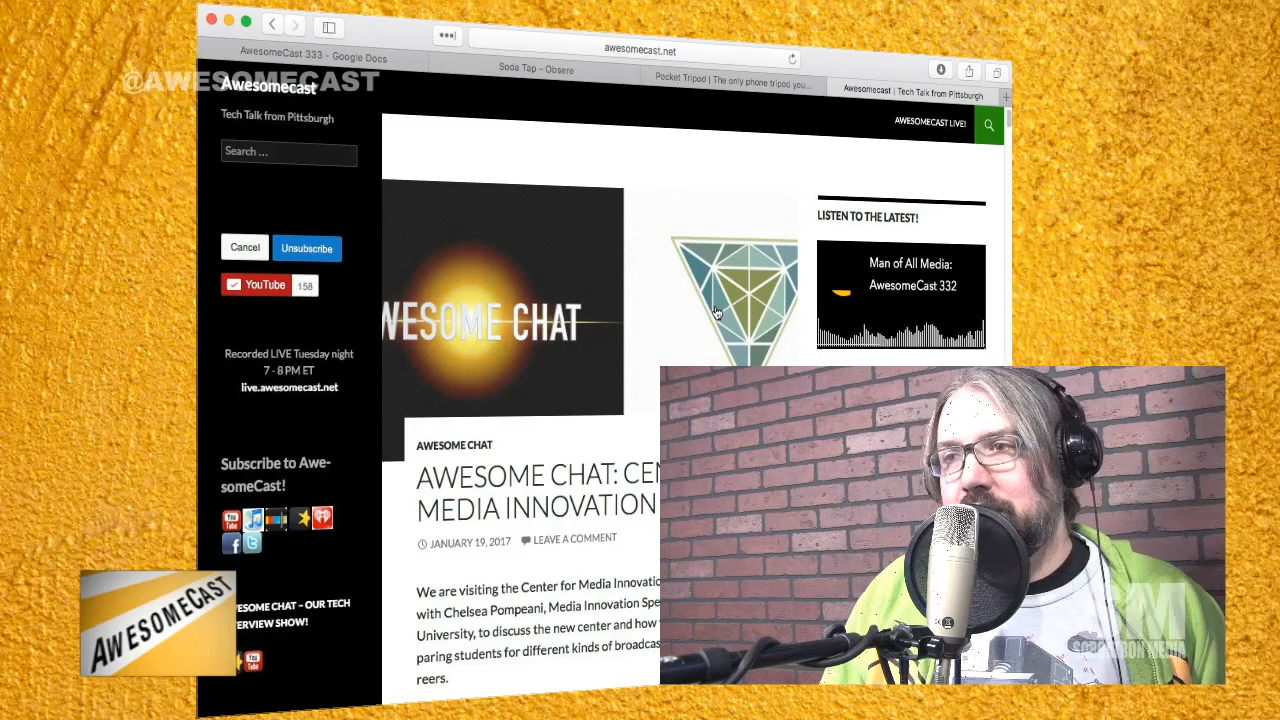 awesomecast.net
AwesomeCast 333 - Google Docs
Soda Tap – Obsere
Pocket Tripod | The only phone tripod you...
Awesomecast | Tech Talk from Pittsburgh
@AWESOMECAST
Awesomecast
Tech Talk from Pittsburgh
AWESOMECAST LIVE!
Search ...
Cancel
Unsubscribe
YouTube 158
Recorded LIVE Tuesday night
7 - 8 PM ET
live.awesomecast.net
Subscribe to Awe-
someCast!
WESOME CHAT – OUR TECH
ERVIEW SHOW!
AWESOMECAST
WESOME CHAT
LISTEN TO THE LATEST!
Man of All Media:
AwesomeCast 332
AWESOME CHAT
AWESOME CHAT: CEN
MEDIA INNOVATION
JANUARY 19, 2017 LEAVE A COMMENT
We are visiting the Center for Media Innovatio
with Chelsea Pompeani, Media Innovation Spe
University, to discuss the new center and how
paring students for different kinds of broadcas
reers.
SORGATRON MEDIA